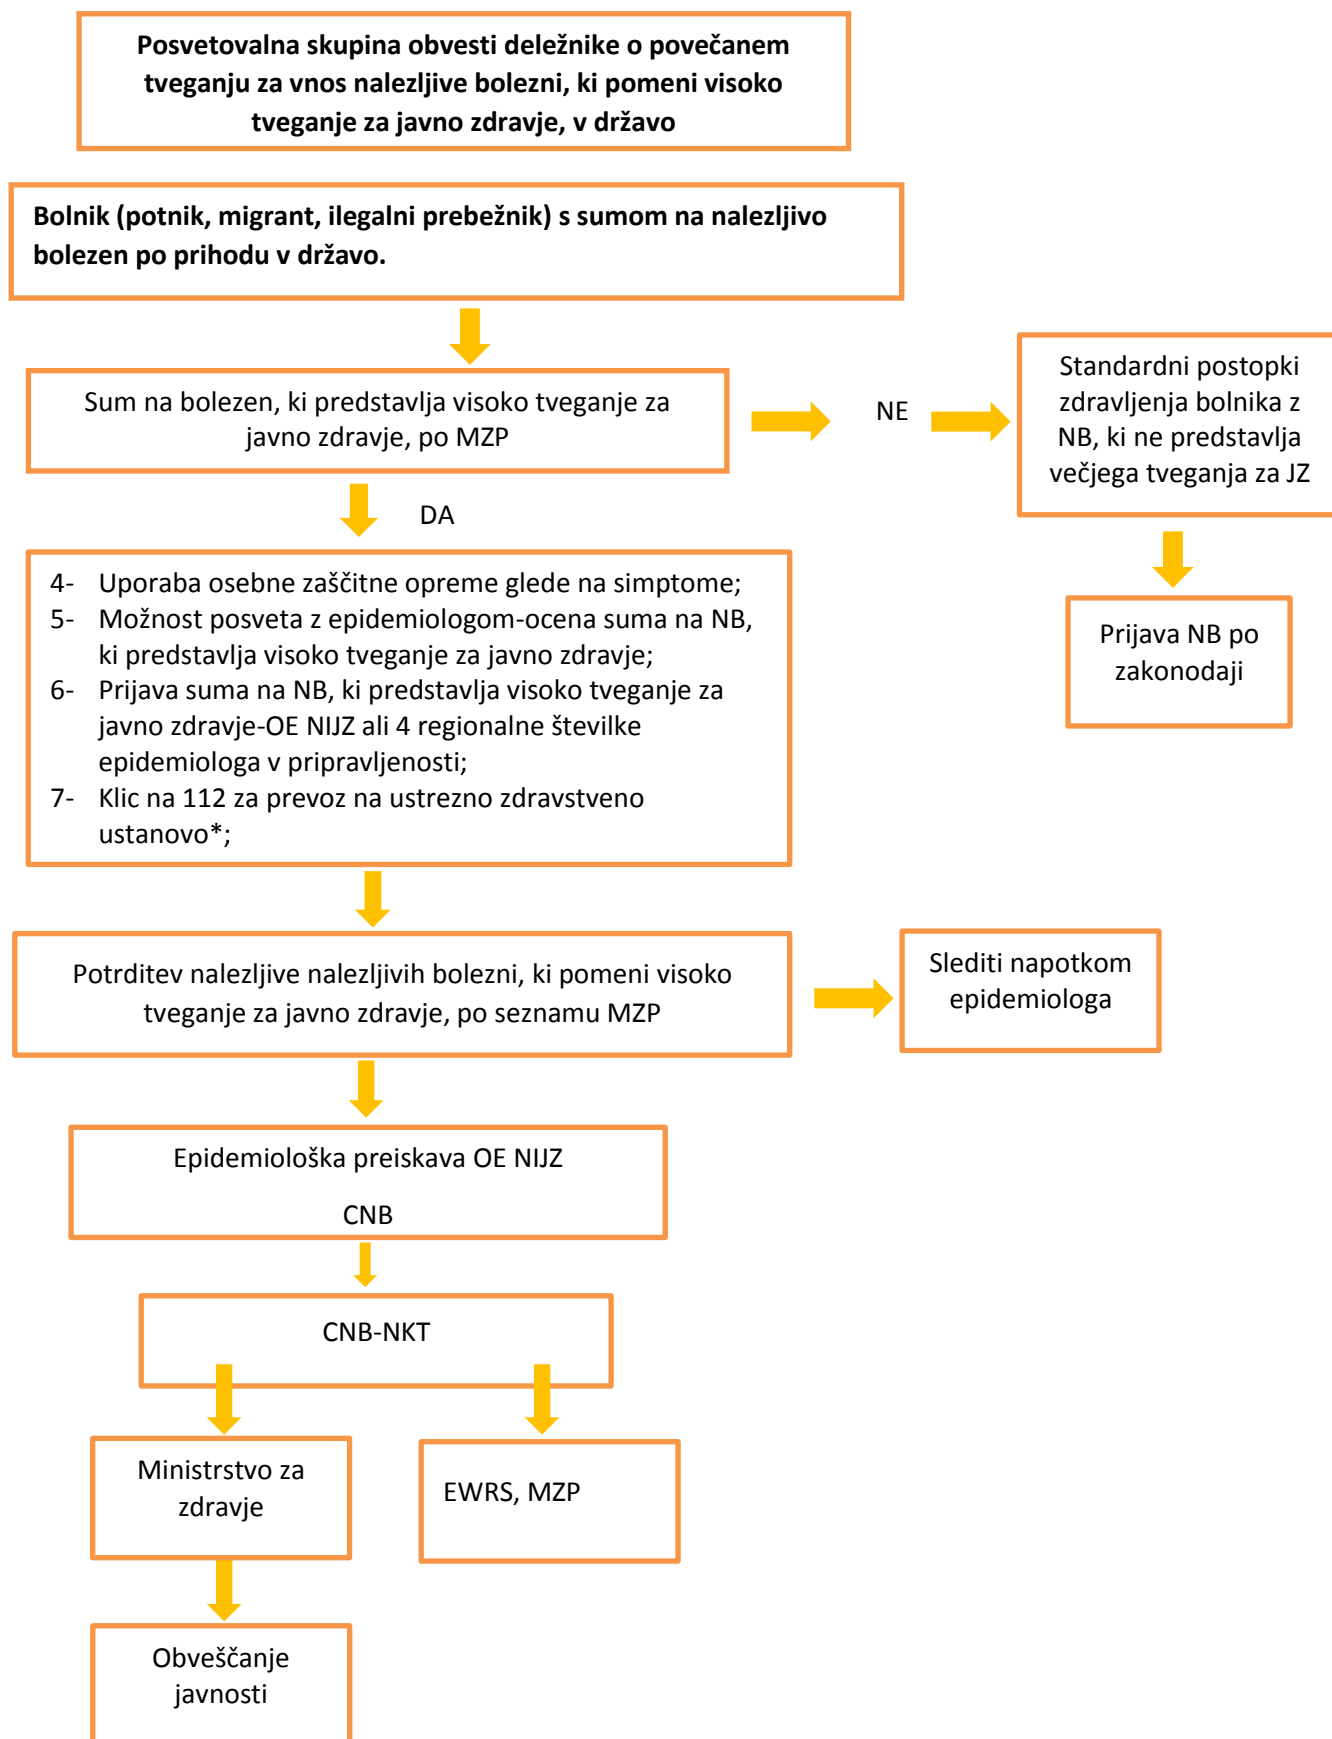 Posvetovalna skupina obvesti deležnike o povečanem
tveganju za vnos nalezljive bolezni, ki pomeni visoko
tveganje za javno zdravje, v državo
Bolnik (potnik, migrant, ilegalni prebežnik) s sumom na nalezljivo
bolezen po prihodu v državo.
Sum na bolezen, ki predstavlja visoko tveganje za
javno zdravje, po MZP
NE
Standardni postopki
zdravljenja bolnika z
NB, ki ne predstavlja
večjega tveganja za JZ
Prijava NB po
zakonodaji
DA
4- Uporaba osebne zaščitne opreme glede na simptome;
5- Možnost posveta z epidemiologom-ocena suma na NB,
ki predstavlja visoko tveganje za javno zdravje;
6- Prijava suma na NB, ki predstavlja visoko tveganje za
javno zdravje-OE NIJZ ali 4 regionalne številke
epidemiologa v pripravljenosti;
7- Klic na 112 za prevoz na ustrezno zdravstveno
ustanovo*;
Potrditev nalezljive nalezljivih bolezni, ki pomeni visoko
tveganje za javno zdravje, po seznamu MZP
Slediti napotkom
epidemiologa
Epidemiološka preiskava OE NIJZ
CNB
CNB-NKT
Ministrstvo za
zdravje
EWRS, MZP
Obveščanje
javnosti